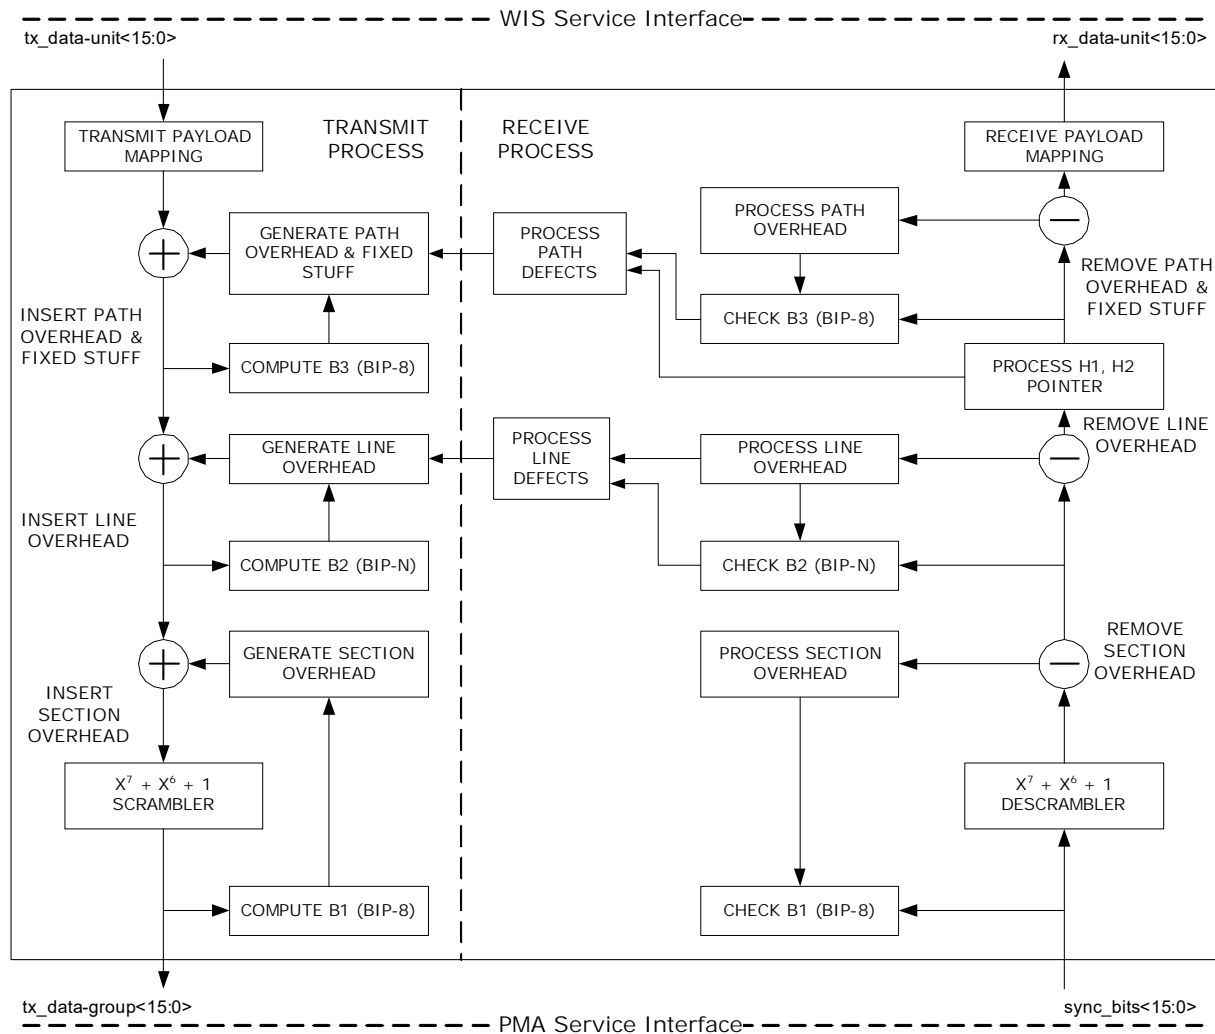 WIS Service Interface
tx_data-unit<15:0>
rx_data-unit<15:0>
TRANSMIT PAYLOAD
MAPPING
TRANSMIT
PROCESS
RECEIVE
PROCESS
RECEIVE PAYLOAD
MAPPING
GENERATE PATH
OVERHEAD & FIXED
STUFF
PROCESS
PATH
DEFECTS
PROCESS PATH
OVERHEAD
REMOVE PATH
OVERHEAD &
FIXED STUFF
INSERT PATH
OVERHEAD &
FIXED STUFF
COMPUTE B3 (BIP-8)
CHECK B3 (BIP-8)
PROCESS H1, H2
POINTER
GENERATE LINE
OVERHEAD
PROCESS
LINE
DEFECTS
PROCESS LINE
OVERHEAD
REMOVE LINE
OVERHEAD
INSERT LINE
OVERHEAD
COMPUTE B2 (BIP-N)
CHECK B2 (BIP-N)
GENERATE SECTION
OVERHEAD
PROCESS SECTION
OVERHEAD
REMOVE
SECTION
OVERHEAD
INSERT
SECTION
OVERHEAD
X⁷ + X⁶ + 1
SCRAMBLER
X⁷ + X⁶ + 1
DESCRAMBLER
COMPUTE B1 (BIP-8)
CHECK B1 (BIP-8)
tx_data-group<15:0>
sync_bits<15:0>
PMA Service Interface